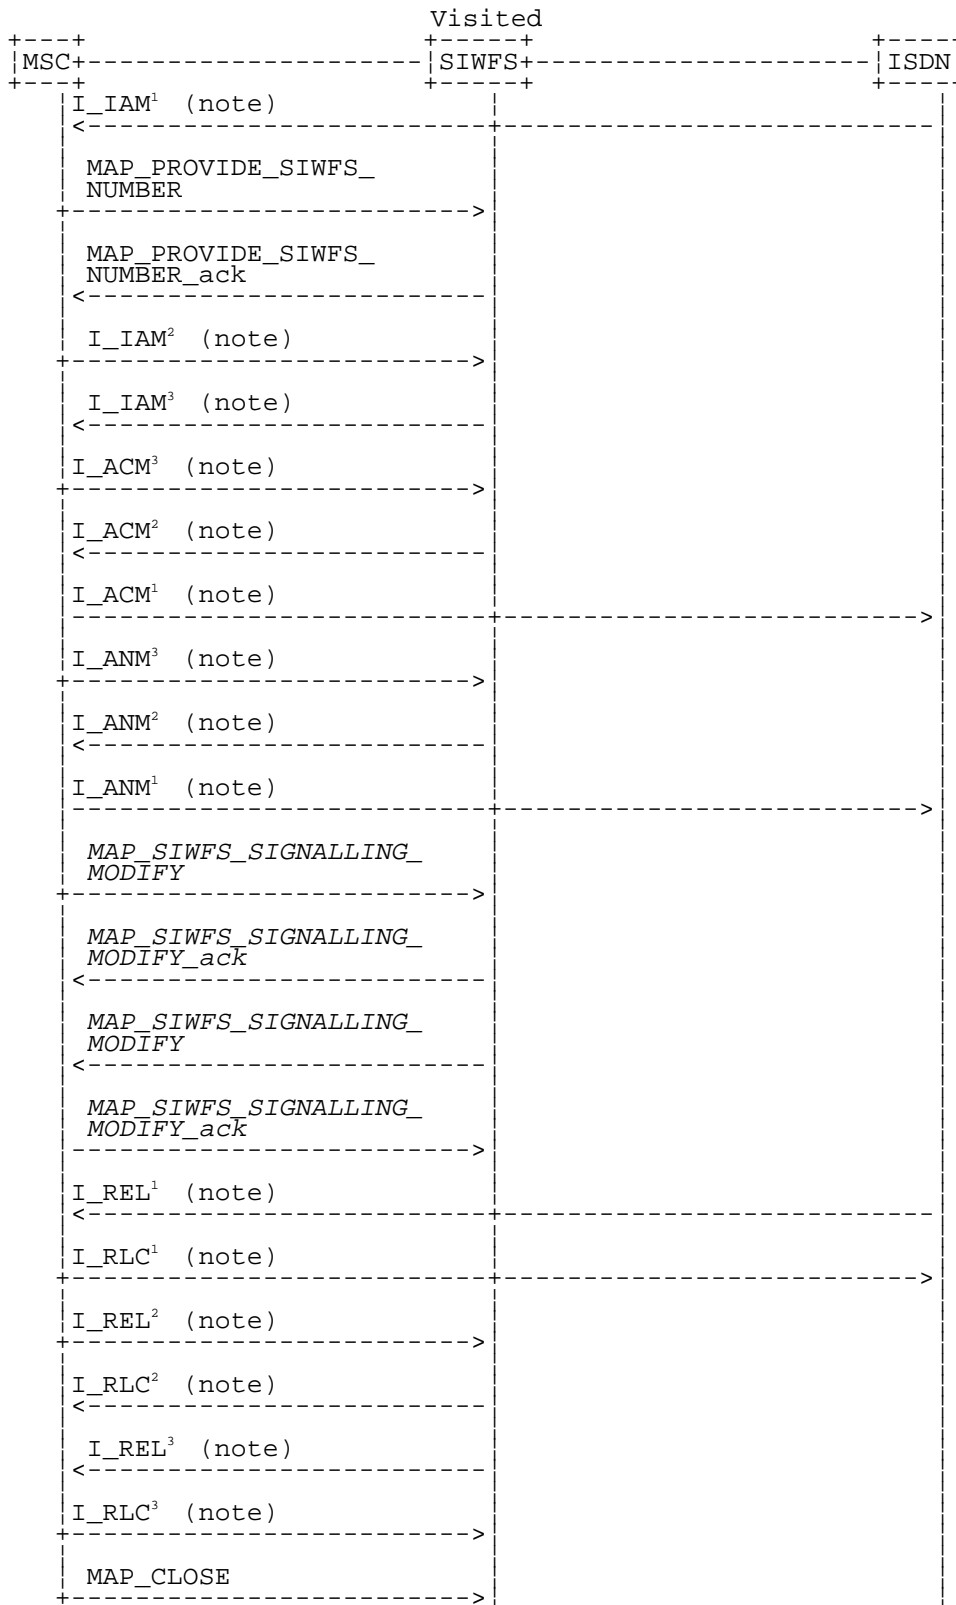 Visited
MSC SIWFS ISDN
I_IAM¹ (note)
MAP_PROVIDE_SIWFS_
NUMBER
MAP_PROVIDE_SIWFS_
NUMBER_ack
I_IAM² (note)
I_IAM³ (note)
I_ACM³ (note)
I_ACM² (note)
I_ACM¹ (note)
I_ANM³ (note)
I_ANM² (note)
I_ANM¹ (note)
MAP_SIWFS_SIGNALLING_
MODIFY
MAP_SIWFS_SIGNALLING_
MODIFY_ack
MAP_SIWFS_SIGNALLING_
MODIFY
MAP_SIWFS_SIGNALLING_
MODIFY_ack
I_REL¹ (note)
I_RLC¹ (note)
I_REL² (note)
I_RLC² (note)
I_REL³ (note)
I_RLC³ (note)
MAP_CLOSE